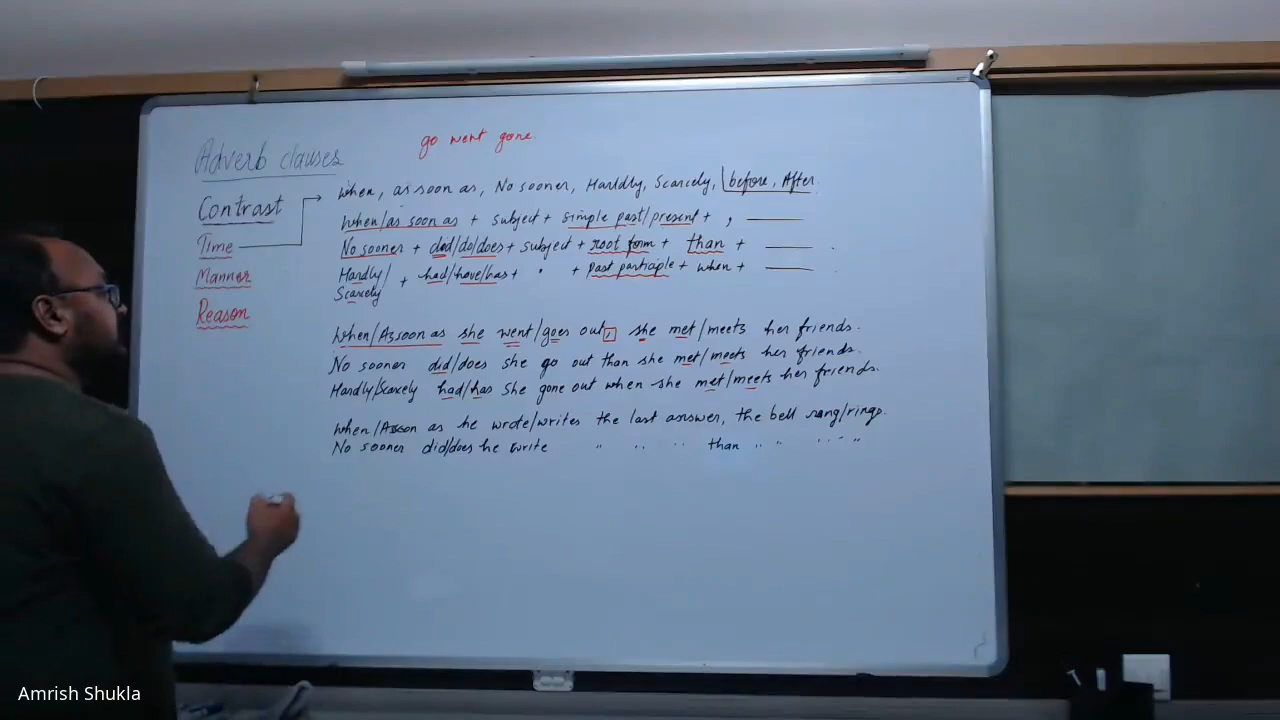 go went gone.
Adverb clauses
Contrast
Time
Manner
Reason
When, as soon as, No sooner, Hardly, Scarcely, before, After.
When/as soon as + subject + simple past/present + , ———
No sooner + did/do/does + subject + root form + than + ——— .
Hardly/ Scarcely + had/have/has + " + Past participle + when + ——— .
When/As soon as she went/goes out, she met/meets her friends.
No sooner did/does she go out than she met/meets her friends.
Hardly/Scarcely had/has she gone out when she met/meets her friends.
When/As soon as he wrote/writes the last answer, the bell rang/rings.
No sooner did/does he write " " " than " " " "
Amrish Shukla